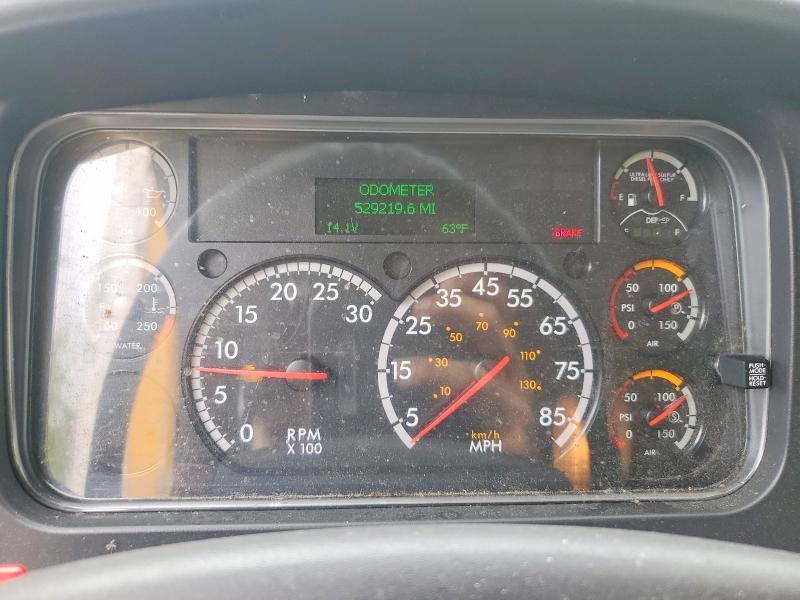 ODOMETER
529219.6 MI
14.1V 63°F
BRAKE
100
150 200
60 250
WATER
0 5 10 15 20 25 30
RPM
X 100
5 15 25 35 45 55 65 75 85
10 30 50 70 90 110 130
km/h
MPH
ULTRA LOW SULFUR
DIESEL FUEL ONLY
E F
DEF
E F
50 100
PSI P
0 150
AIR
50 100
PSI S
0 150
AIR
PUSH-
MODE
HOLD-
RESET